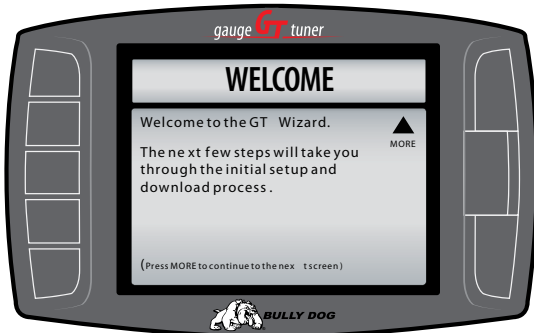 gauge GT tuner
WELCOME
Welcome to the GT Wizard.
MORE
The next few steps will take you
through the initial setup and
download process.
(Press MORE to continue to the next screen)
BULLY DOG